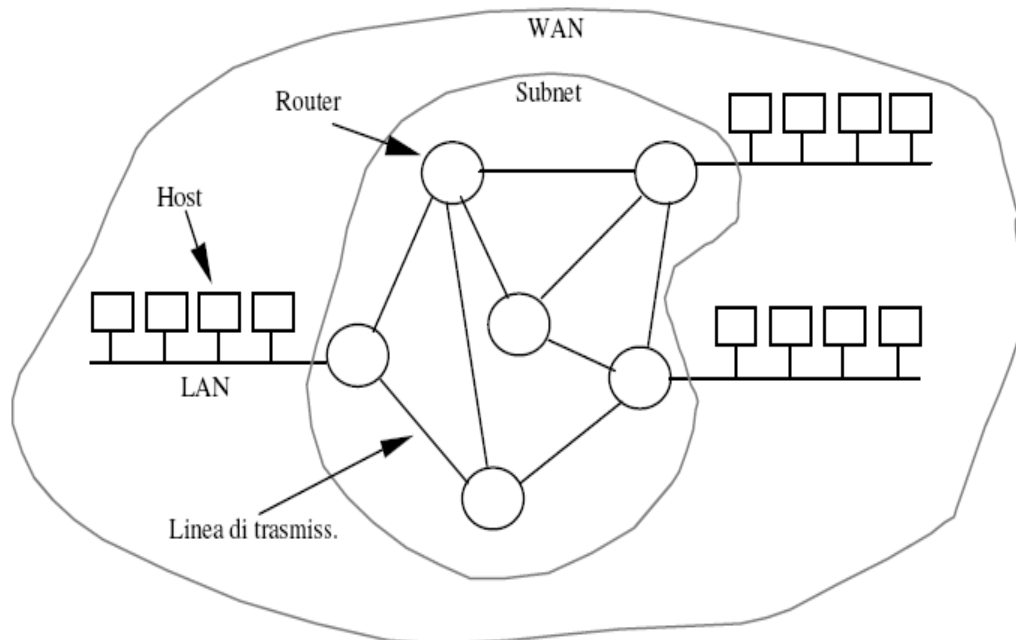 WAN
Subnet
Router
Host
LAN
Linea di trasmiss.